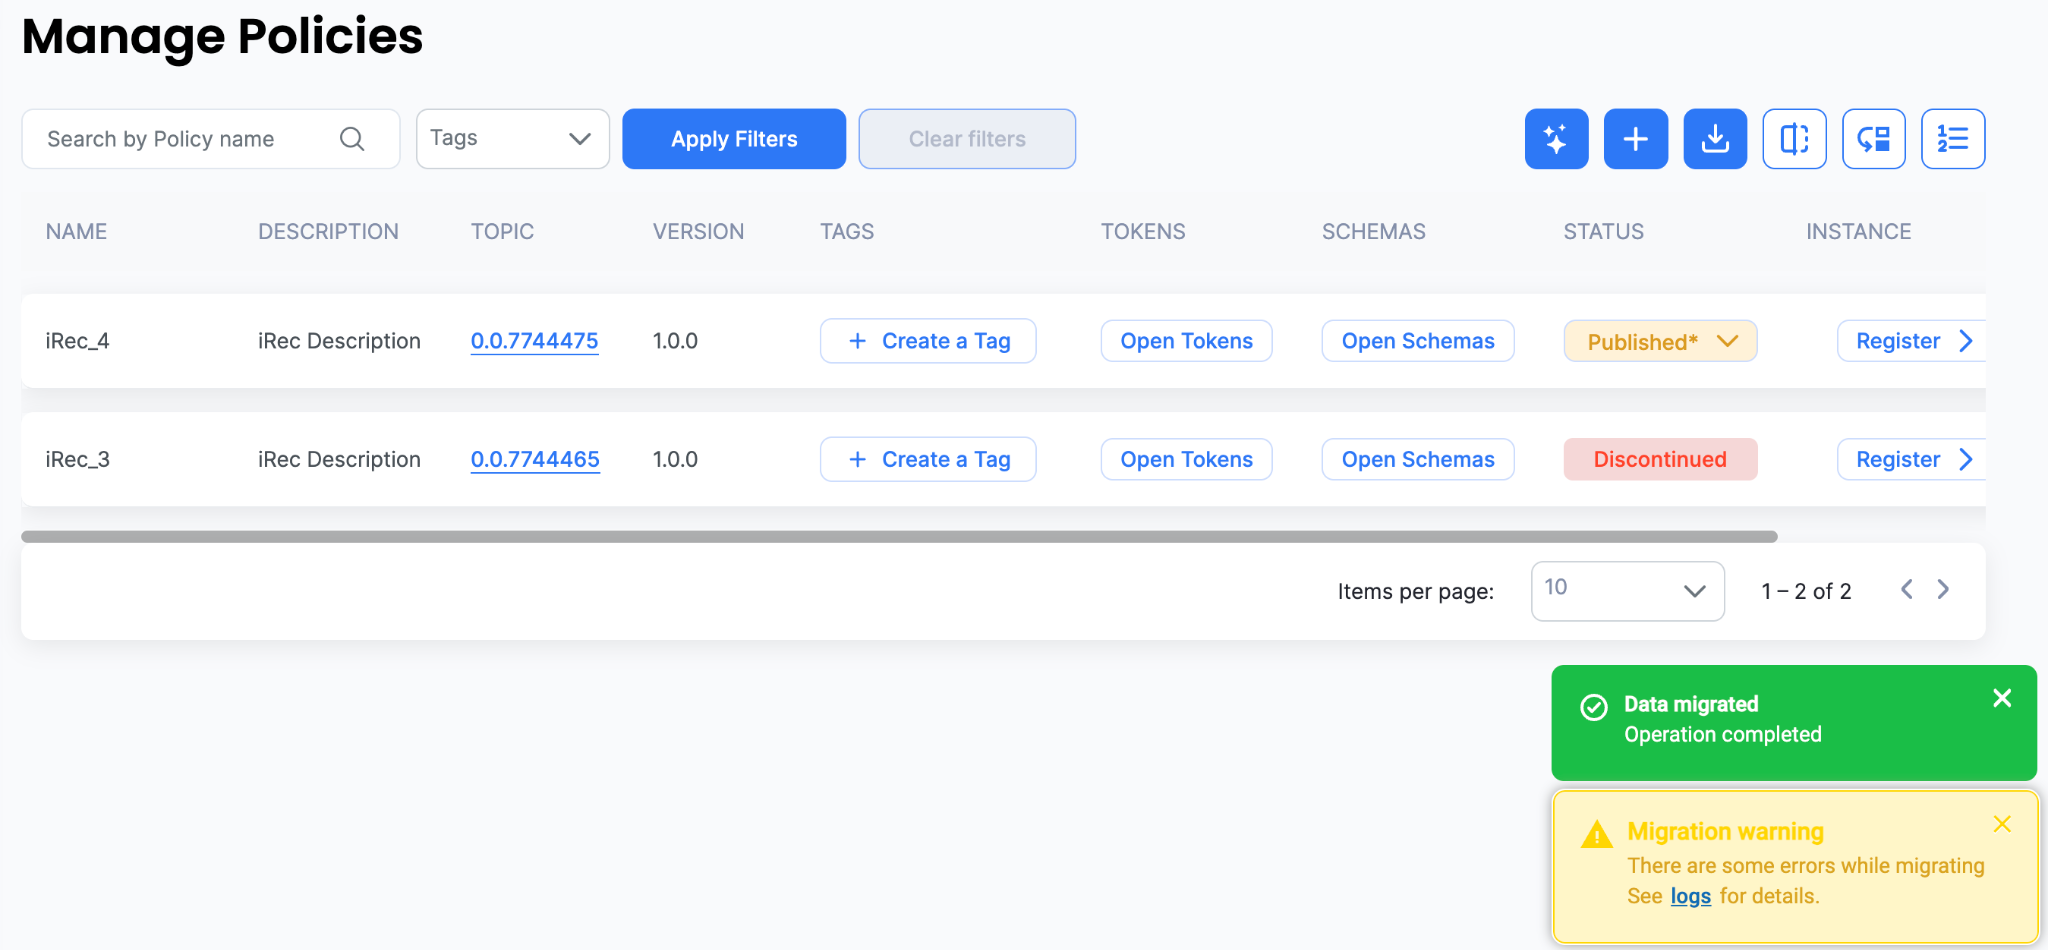 Manage Policies
Search by Policy name
Tags
Apply Filters
Clear filters
1
2
NAME DESCRIPTION TOPIC VERSION TAGS TOKENS SCHEMAS STATUS INSTANCE
iRec_4 iRec Description 0.0.7744475 1.0.0 + Create a Tag Open Tokens Open Schemas Published* Register
iRec_3 iRec Description 0.0.7744465 1.0.0 + Create a Tag Open Tokens Open Schemas Discontinued Register
Items per page: 10 1 – 2 of 2
Data migrated
Operation completed
Migration warning
There are some errors while migrating
See logs for details.